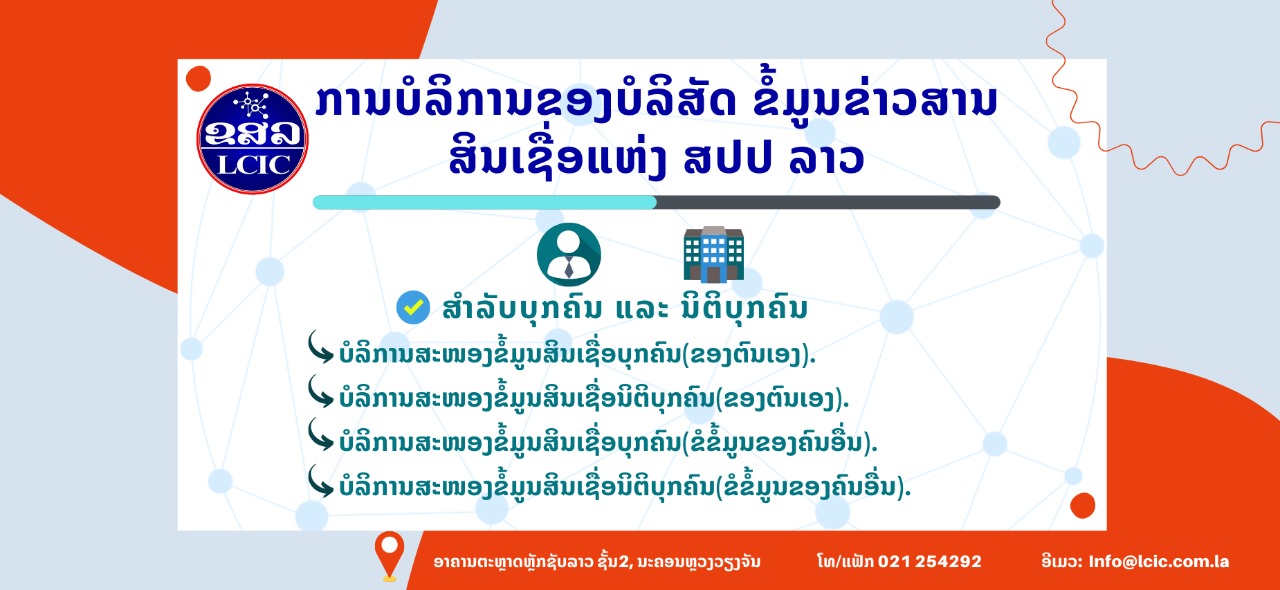 ຂສລ
LCIC
ການບໍລິການຂອງບໍລິສັດ ຂໍ້ມູນຂ່າວສານ
ສິນເຊື່ອແຫ່ງ ສປປ ລາວ
ສຳລັບບຸກຄົນ ແລະ ນິຕິບຸກຄົນ
ບໍລິການສະໜອງຂໍ້ມູນສິນເຊື່ອບຸກຄົນ(ຂອງຕົນເອງ).
ບໍລິການສະໜອງຂໍ້ມູນສິນເຊື່ອນິຕິບຸກຄົນ(ຂອງຕົນເອງ).
ບໍລິການສະໜອງຂໍ້ມູນສິນເຊື່ອບຸກຄົນ(ຂໍຂໍ້ມູນຂອງຄົນອື່ນ).
ບໍລິການສະໜອງຂໍ້ມູນສິນເຊື່ອນິຕິບຸກຄົນ(ຂໍຂໍ້ມູນຂອງຄົນອື່ນ).
ອາຄານຕະຫຼາດຫຼັກຊັບລາວ ຊັ້ນ2, ນະຄອນຫຼວງວຽງຈັນ ໂທ/ແຟັກ 021 254292 ອີເມວ: Info@lcic.com.la